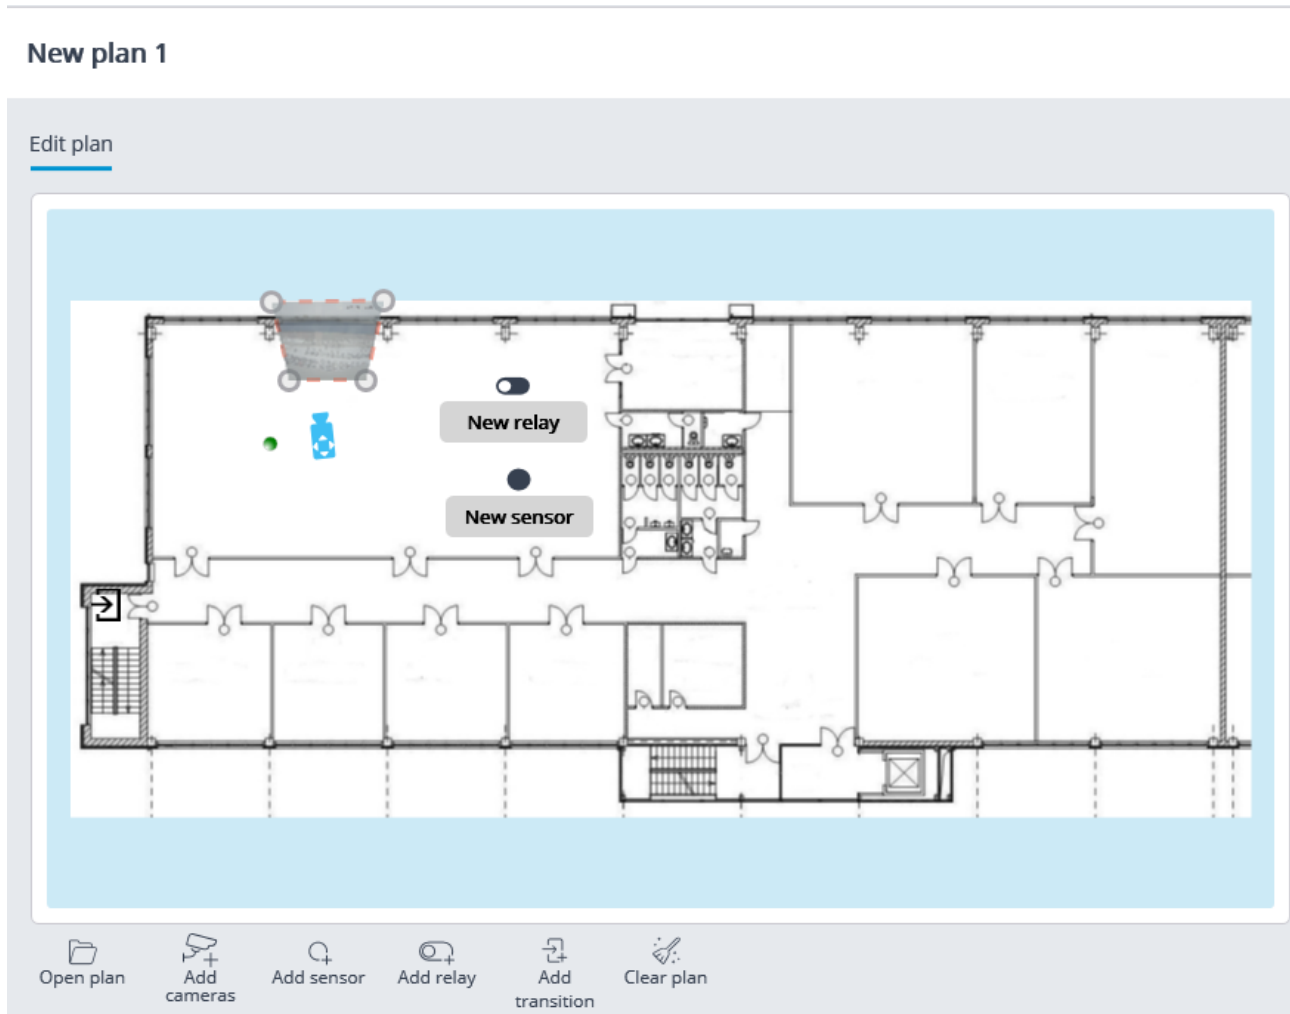 New plan 1
Edit plan
New relay
New sensor
Open plan
Add
cameras
Add sensor
Add relay
Add
transition
Clear plan